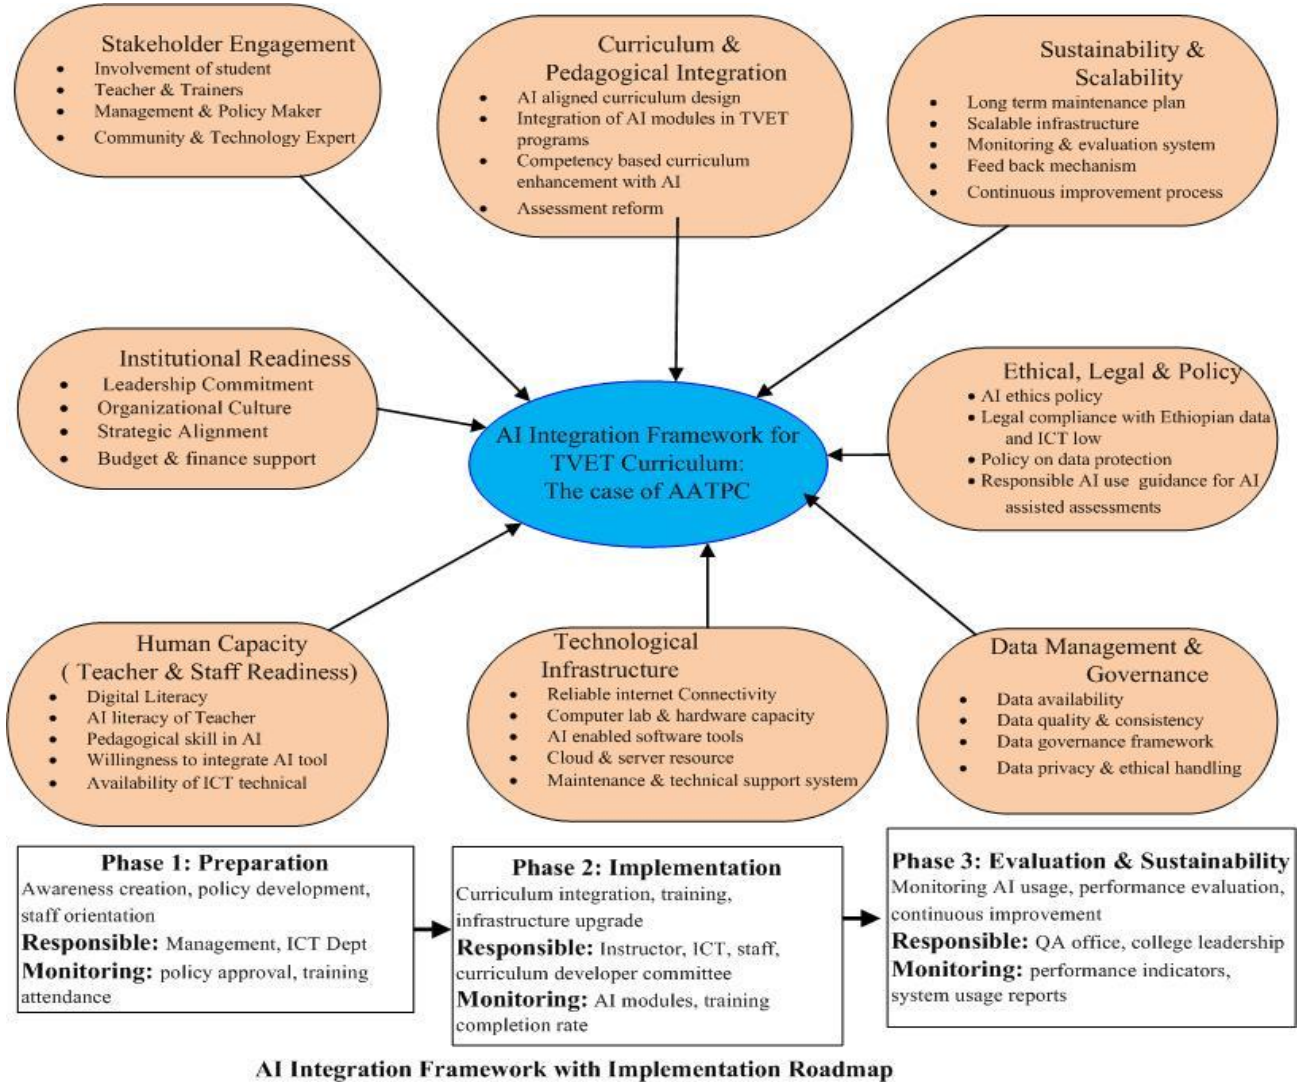 Stakeholder Engagement
• Involvement of student
• Teacher & Trainers
• Management & Policy Maker
• Community & Technology Expert
Curriculum &
Pedagogical Integration
• AI aligned curriculum design
• Integration of AI modules in TVET
programs
• Competency based curriculum
enhancement with AI
• Assessment reform
Sustainability &
Scalability
• Long term maintenance plan
• Scalable infrastructure
• Monitoring & evaluation system
• Feed back mechanism
• Continuous improvement process
Institutional Readiness
• Leadership Commitment
• Organizational Culture
• Strategic Alignment
• Budget & finance support
AI Integration Framework for
TVET Curriculum:
The case of AATPC
Ethical, Legal & Policy
• AI ethics policy
• Legal compliance with Ethiopian data
and ICT low
• Policy on data protection
• Responsible AI use guidance for AI
assisted assessments
Human Capacity
( Teacher & Staff Readiness)
• Digital Literacy
• AI literacy of Teacher
• Pedagogical skill in AI
• Willingness to integrate AI tool
• Availability of ICT technical
Technological
Infrastructure
• Reliable internet Connectivity
• Computer lab & hardware capacity
• AI enabled software tools
• Cloud & server resource
• Maintenance & technical support system
Data Management &
Governance
• Data availability
• Data quality & consistency
• Data governance framework
• Data privacy & ethical handling
Phase 1: Preparation
Awareness creation, policy development,
staff orientation
Responsible: Management, ICT Dept
Monitoring: policy approval, training
attendance
Phase 2: Implementation
Curriculum integration, training,
infrastructure upgrade
Responsible: Instructor, ICT, staff,
curriculum developer committee
Monitoring: AI modules, training
completion rate
Phase 3: Evaluation & Sustainability
Monitoring AI usage, performance evaluation,
continuous improvement
Responsible: QA office, college leadership
Monitoring: performance indicators,
system usage reports
AI Integration Framework with Implementation Roadmap